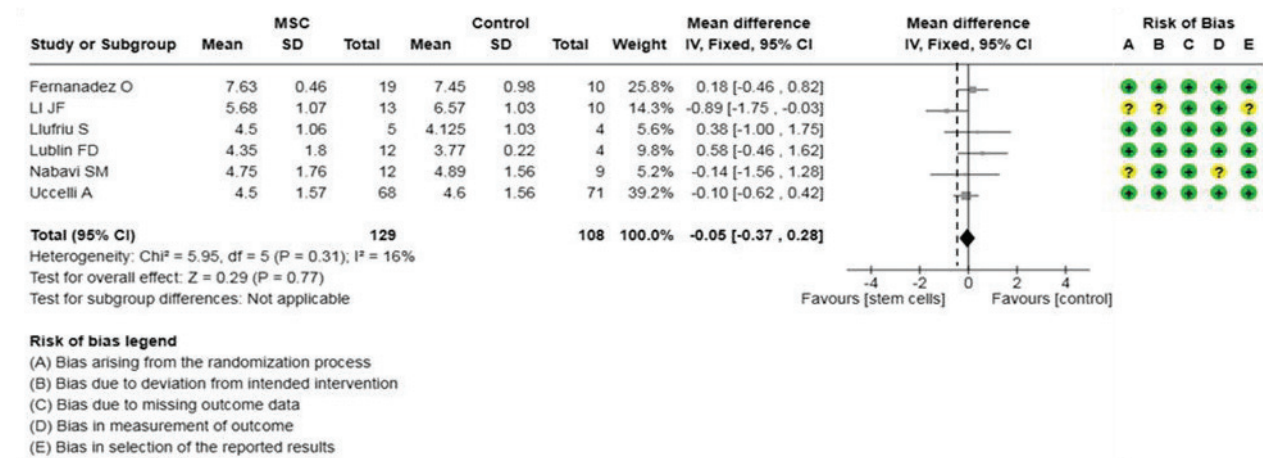 MSC Control Mean difference Mean difference Risk of Bias
Study or Subgroup Mean SD Total Mean SD Total Weight IV, Fixed, 95% CI IV, Fixed, 95% CI A B C D E
Fernanadez O 7.63 0.46 19 7.45 0.98 10 25.8% 0.18 [-0.46 , 0.82] + + + + +
LI JF 5.68 1.07 13 6.57 1.03 10 14.3% -0.89 [-1.75 , -0.03] ? ? + + ?
Llufriu S 4.5 1.06 5 4.125 1.03 4 5.6% 0.38 [-1.00 , 1.75] + + + + +
Lublin FD 4.35 1.8 12 3.77 0.22 4 9.8% 0.58 [-0.46 , 1.62] + + + + +
Nabavi SM 4.75 1.76 12 4.89 1.56 9 5.2% -0.14 [-1.56 , 1.28] ? + + ? +
Uccelli A 4.5 1.57 68 4.6 1.56 71 39.2% -0.10 [-0.62 , 0.42] + + + + +
Total (95% CI) 129 108 100.0% -0.05 [-0.37 , 0.28]
Heterogeneity: Chi² = 5.95, df = 5 (P = 0.31); I² = 16%
Test for overall effect: Z = 0.29 (P = 0.77)
Test for subgroup differences: Not applicable
-4 -2 0 2 4
Favours [stem cells] Favours [control]
Risk of bias legend
(A) Bias arising from the randomization process
(B) Bias due to deviation from intended intervention
(C) Bias due to missing outcome data
(D) Bias in measurement of outcome
(E) Bias in selection of the reported results